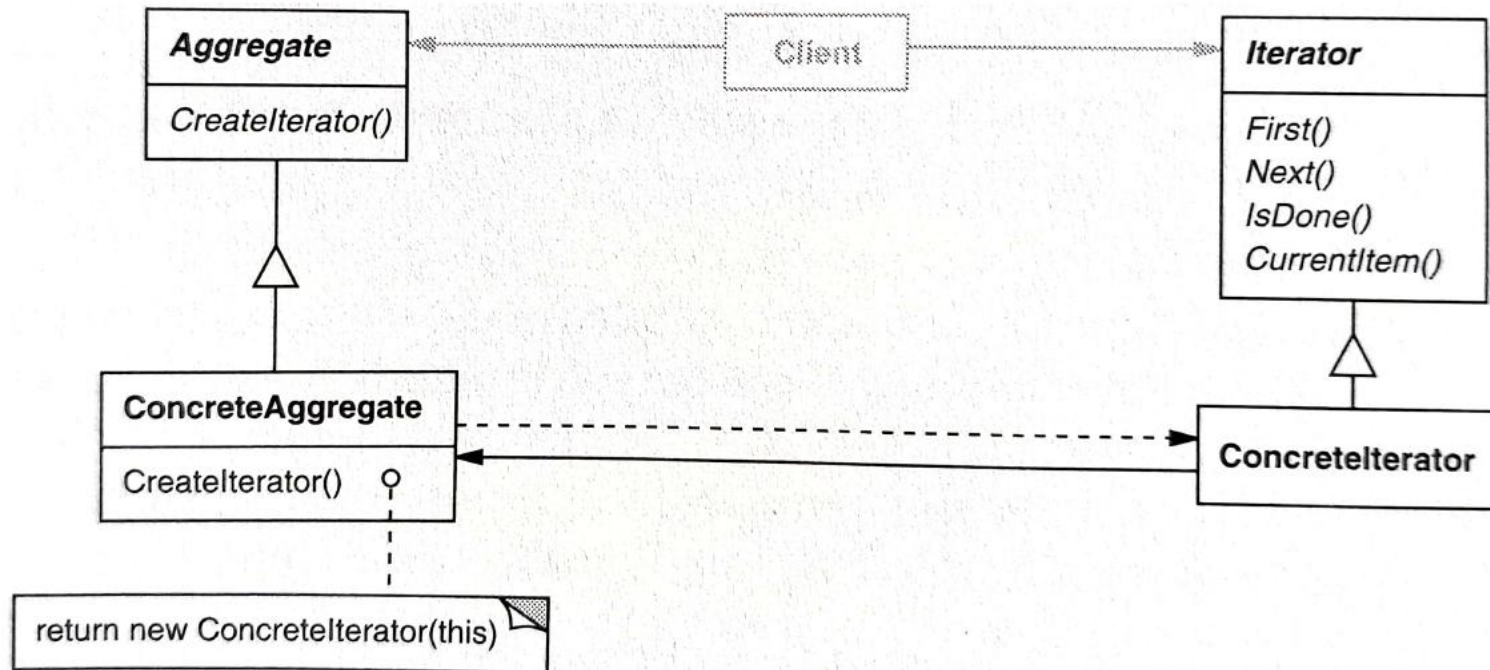 Aggregate
CreateIterator()
Client
Iterator
First()
Next()
IsDone()
CurrentItem()
ConcreteAggregate
CreateIterator()
ConcreteIterator
return new ConcreteIterator(this)